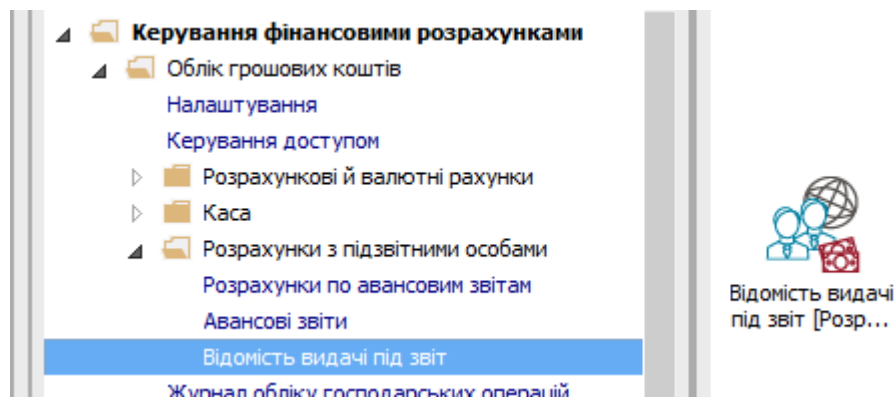 Керування фінансовими розрахунками
Облік грошових коштів
Налаштування
Керування доступом
Розрахункові й валютні рахунки
Каса
Розрахунки з підзвітними особами
Розрахунки по авансовим звітам
Авансові звіти
Відомість видачі під звіт
Журнал обліку господарських операцій
Відомість видачі
під звіт [Розр...